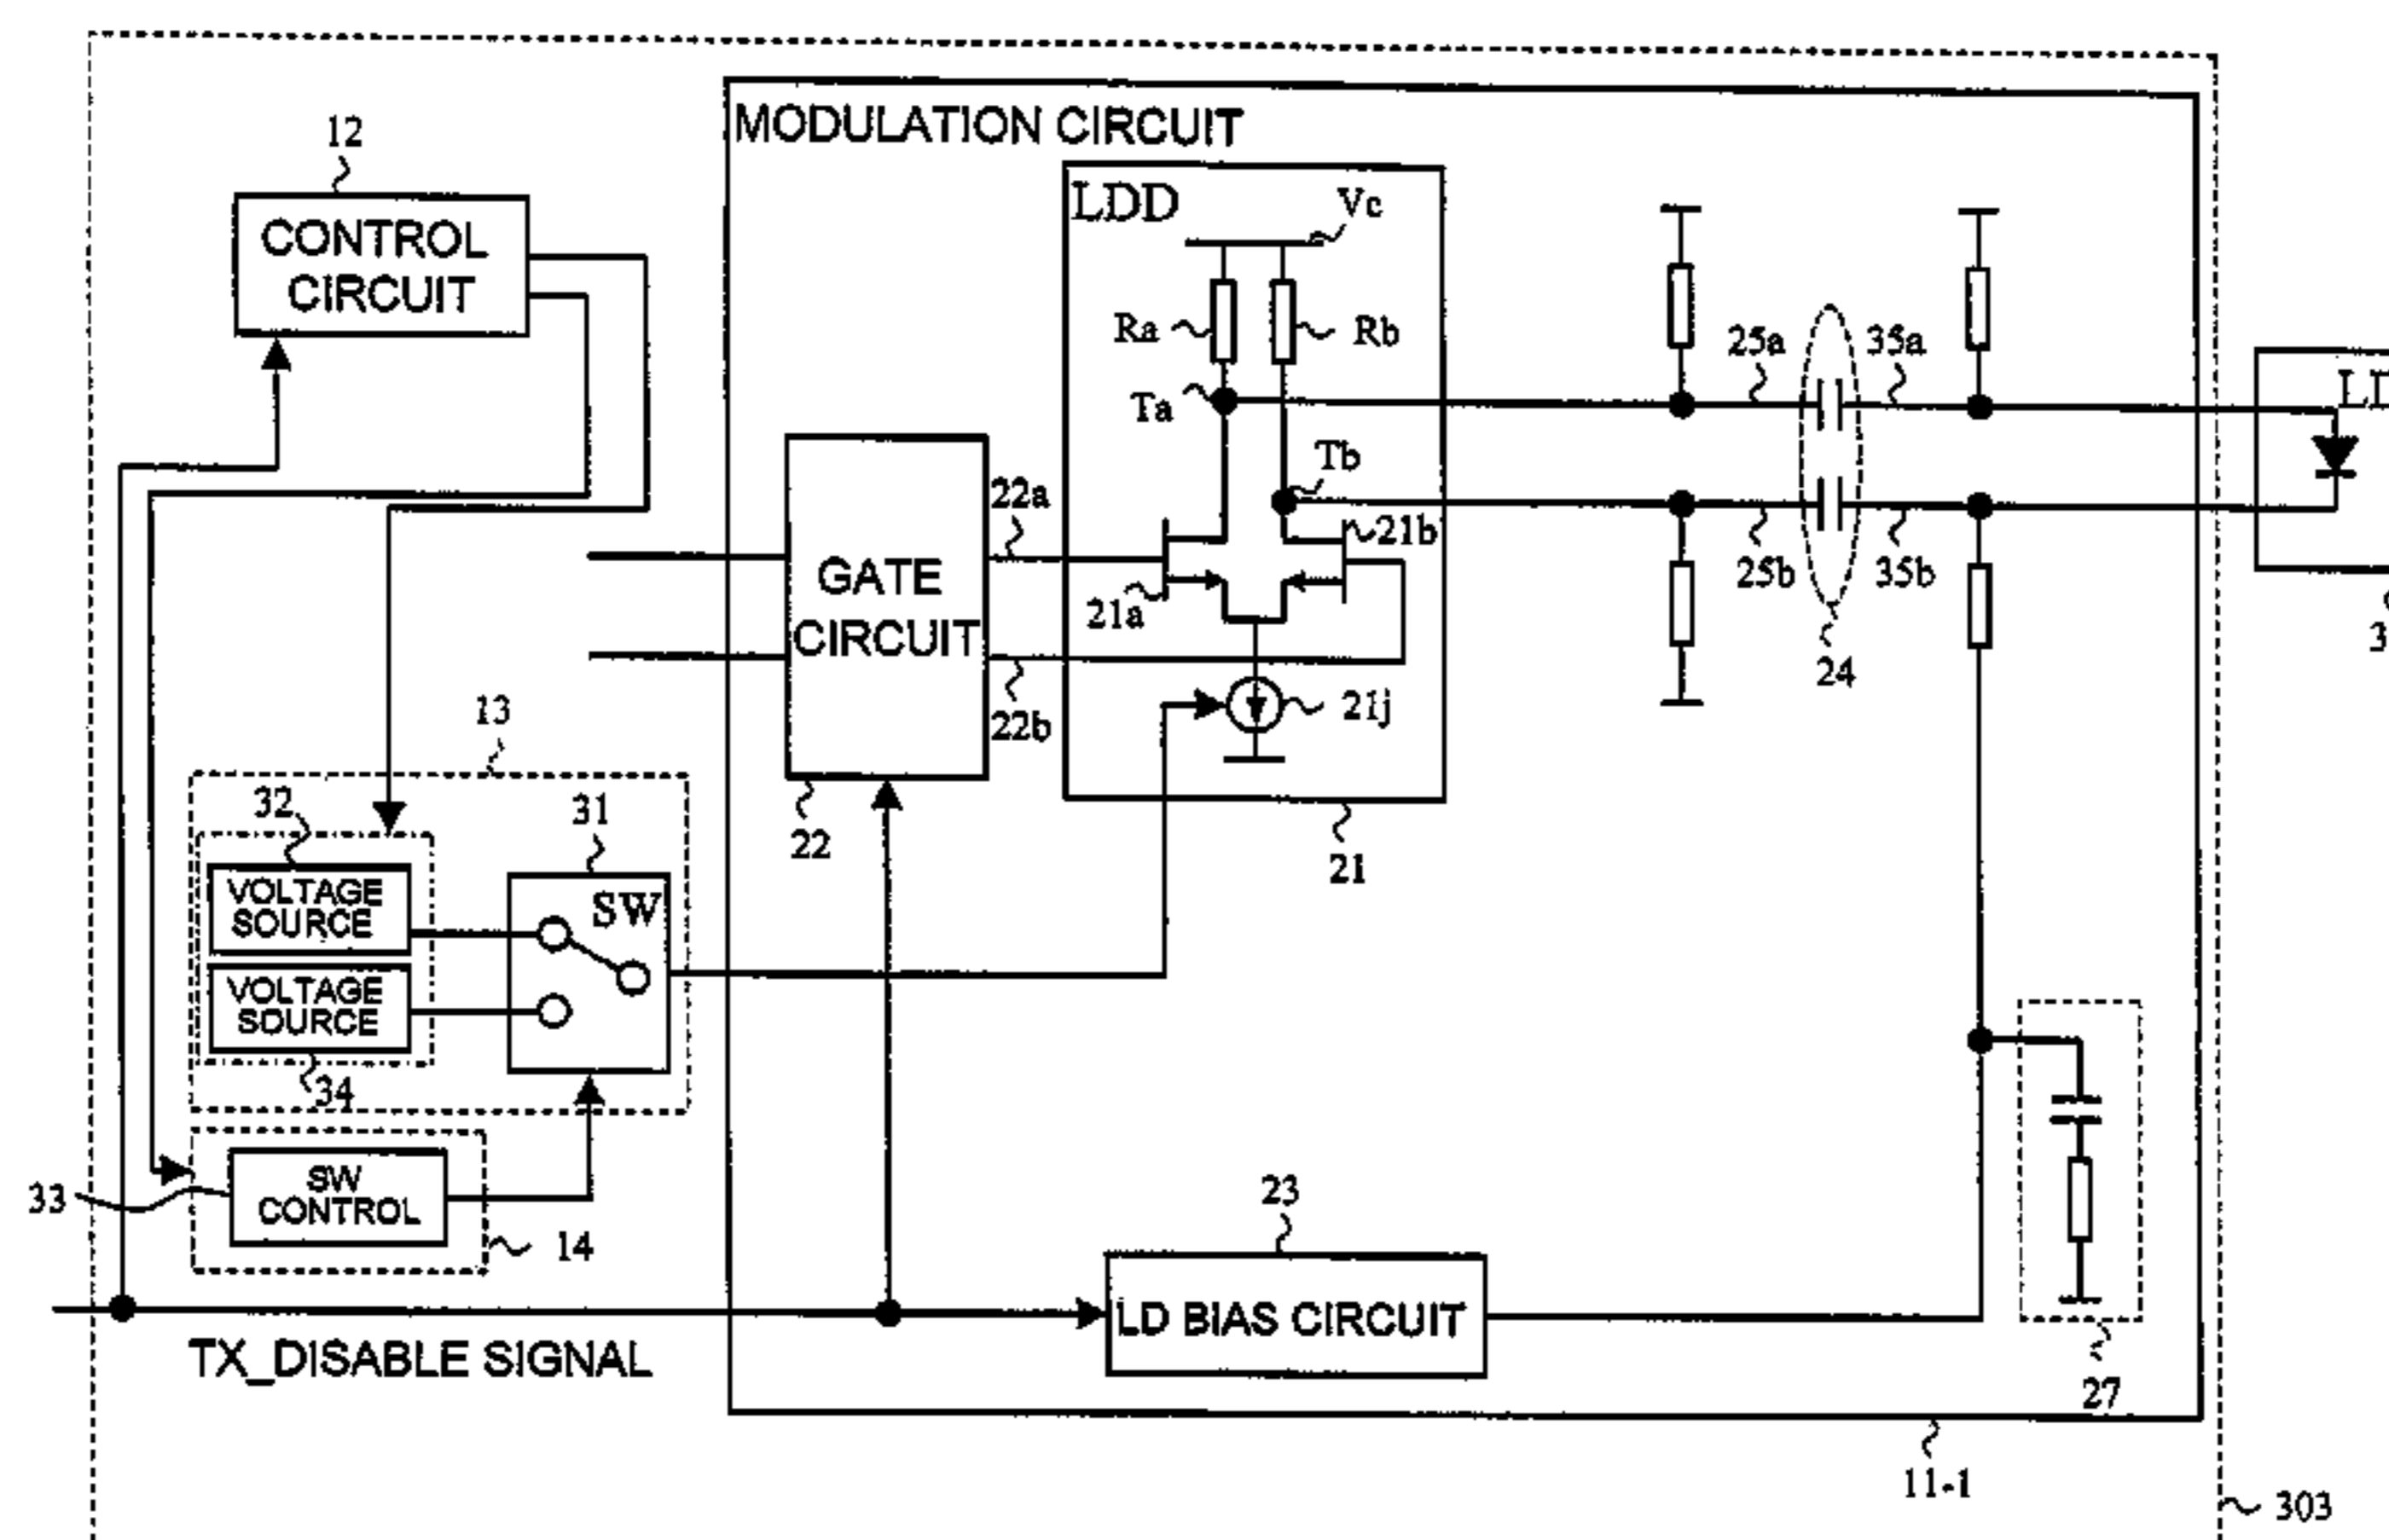 12
CONTROL
CIRCUIT
MODULATION CIRCUIT
LDD
Vc
Ra
Rb
Ta
Tb
25a
35a
LD
22a
21b
GATE
CIRCUIT
21a
25b
35b
24
22b
21j
13
22
21
32
31
VOLTAGE
SOURCE
SW
VOLTAGE
SOURCE
34
33
SW
CONTROL
14
23
LD BIAS CIRCUIT
TX_DISABLE SIGNAL
27
11-1
303